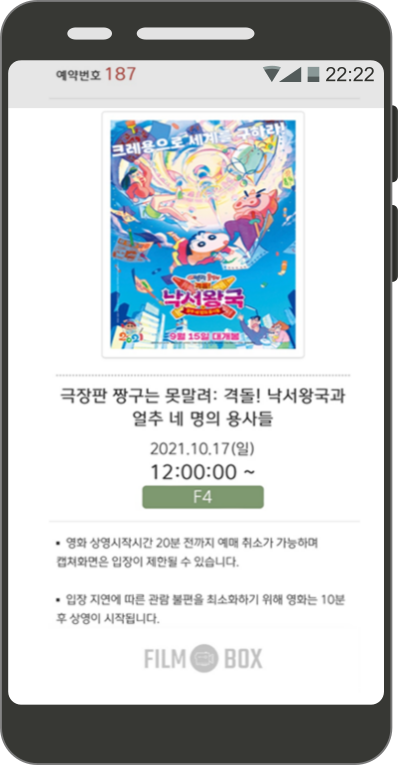 예약번호 187
22:22
크레용으로 세계를 구하라!
격돌!
낙서왕국
9월 15일 대개봉
극장판 짱구는 못말려: 격돌! 낙서왕국과
얼추 네 명의 용사들
2021.10.17(일)
12:00:00 ~
F4
▪ 영화 상영시작시간 20분 전까지 예매 취소가 가능하며
캡쳐화면은 입장이 제한될 수 있습니다.
▪ 입장 지연에 따른 관람 불편을 최소화하기 위해 영화는 10분
후 상영이 시작됩니다.
FILM BOX